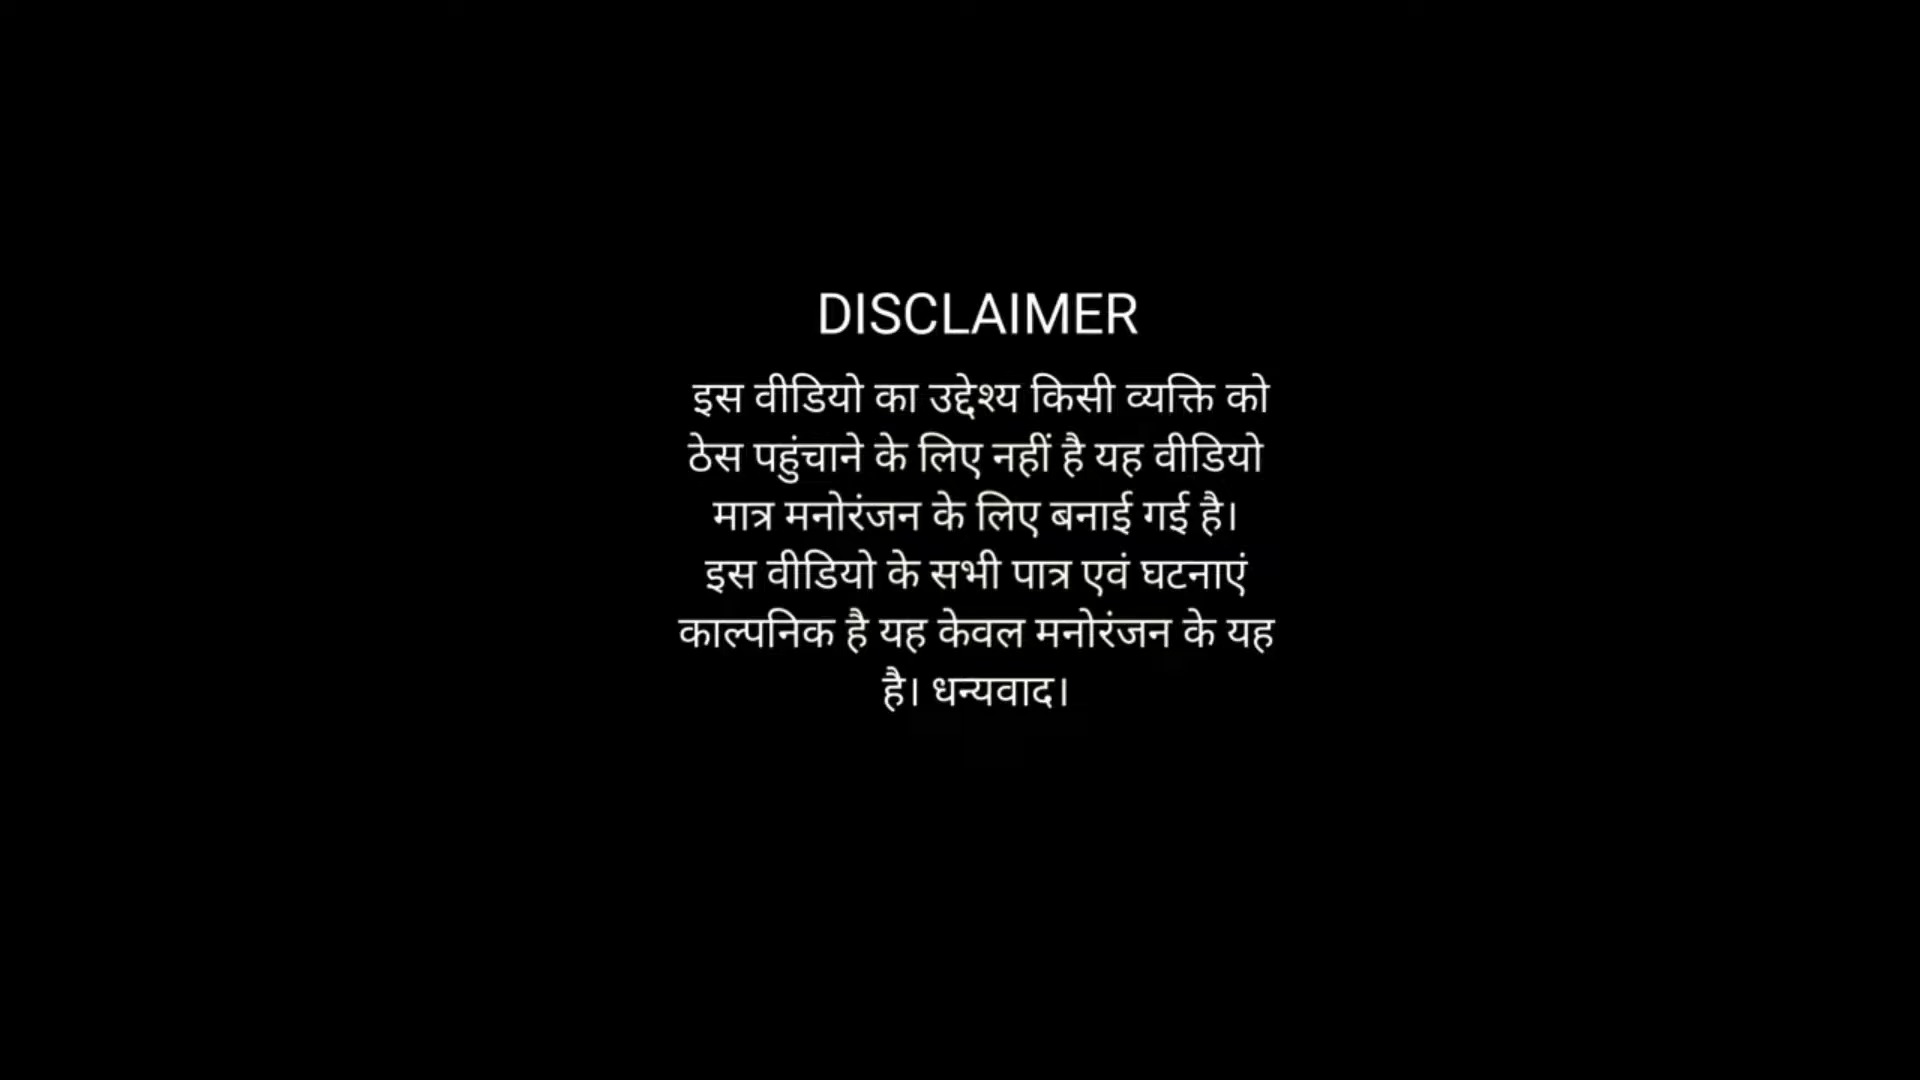 DISCLAIMER
इस वीडियो का उद्देश्य किसी व्यक्ति को
ठेस पहुंचाने के लिए नहीं है यह वीडियो
मात्र मनोरंजन के लिए बनाई गई है।
इस वीडियो के सभी पात्र एवं घटनाएं
काल्पनिक है यह केवल मनोरंजन के यह
है। धन्यवाद।